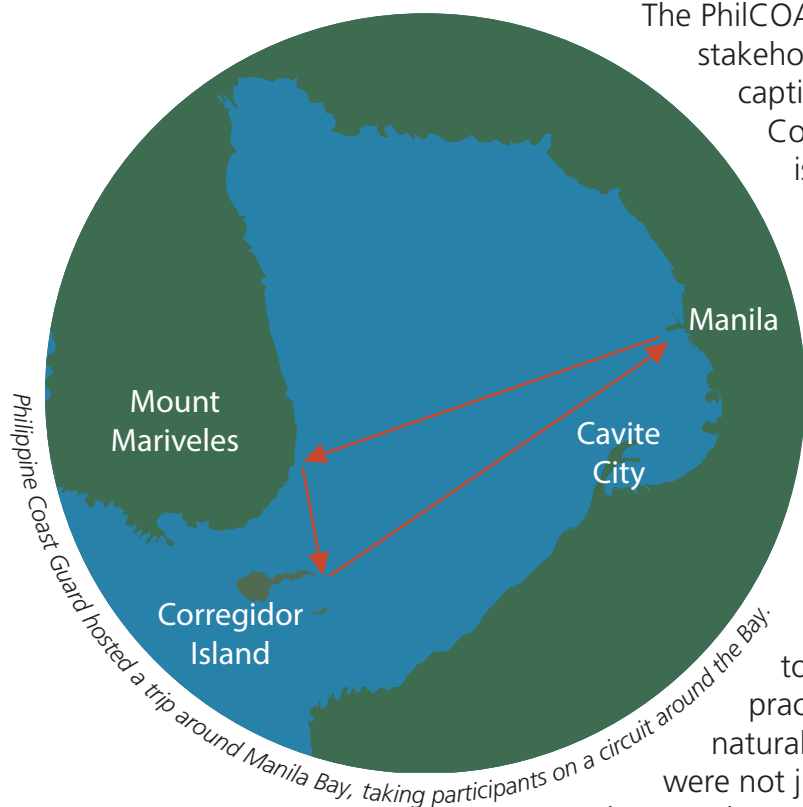 The PhilCOA
stakeho
capti
Co
is
Manila
Mount
Mariveles
Cavite
City
Corregidor
Island
Philippine Coast Guard hosted a trip around Manila Bay, taking participants on a circuit around the Bay.
to
prac
natural
were not j